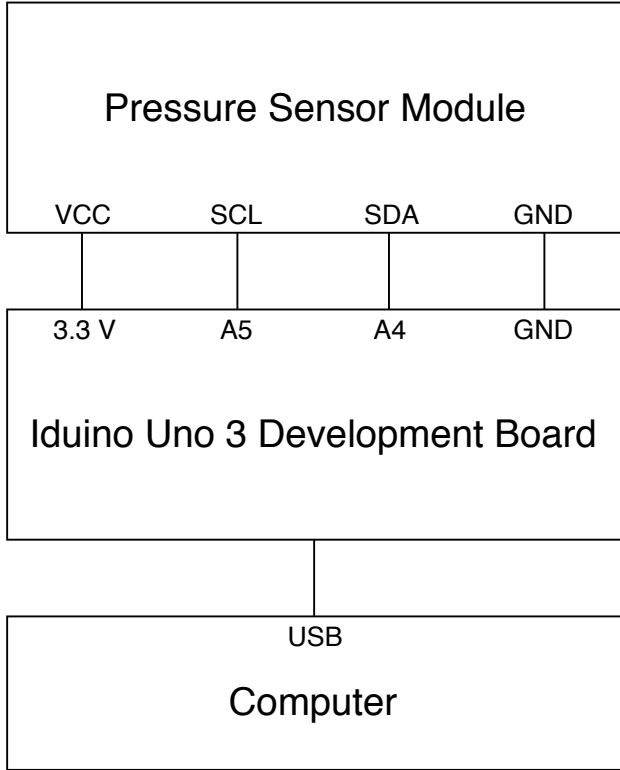 Pressure Sensor Module
VCC SCL SDA GND
3.3 V A5 A4 GND
Iduino Uno 3 Development Board
USB
Computer